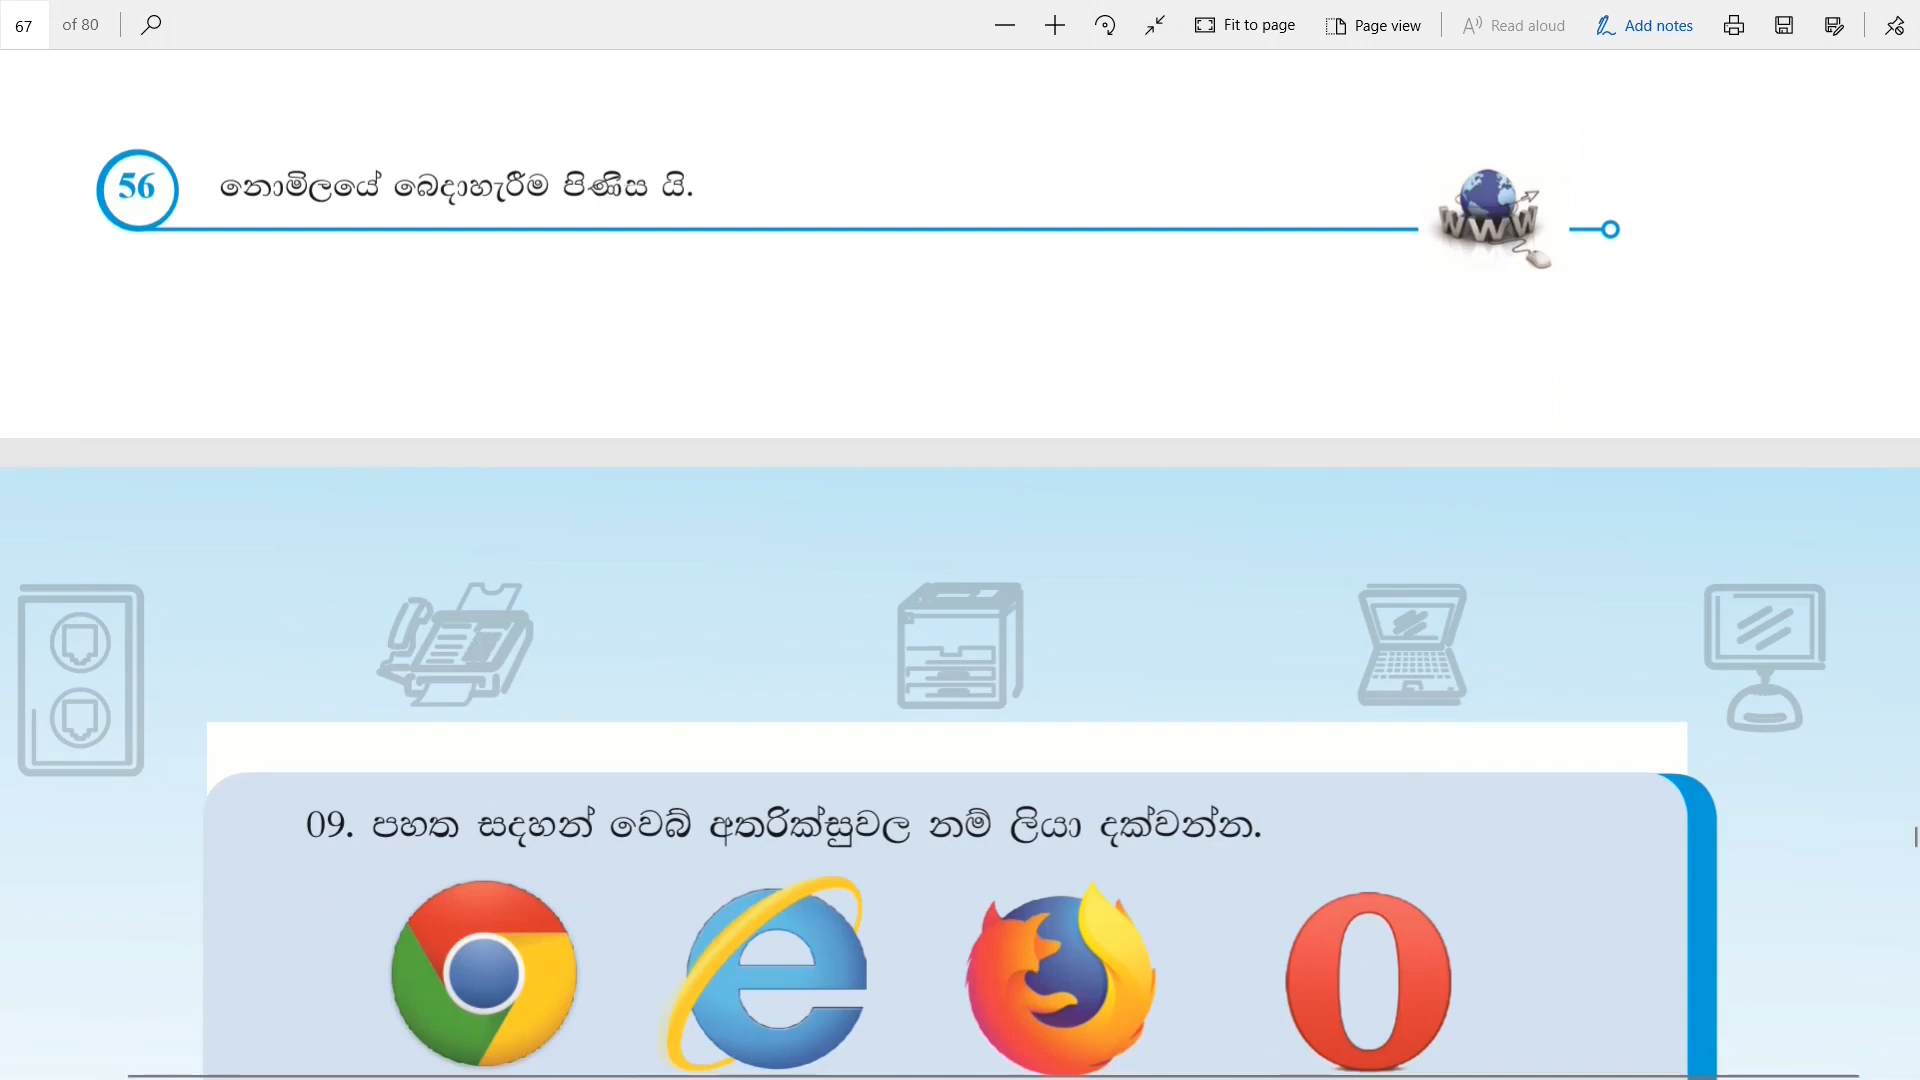 67 of 80 Fit to page Page view Read aloud Add notes
56 නොමිලයේ බෙදාහැරීම පිණිස යි.
WWW
09. පහත සදහන් වෙබ් අතරික්සුවල නම් ලියා දක්වන්න.